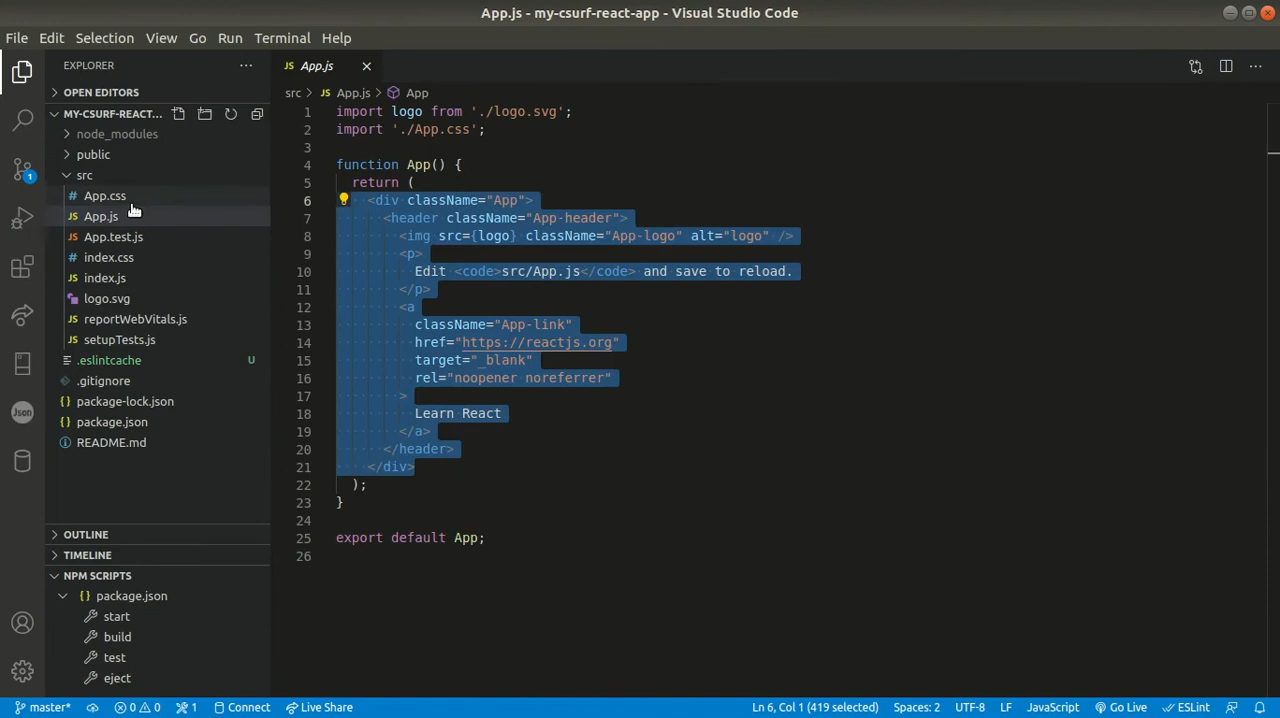 App.js - my-csurf-react-app - Visual Studio Code
File Edit Selection View Go Run Terminal Help
EXPLORER
OPEN EDITORS
MY-CSURF-REACT...
node_modules
public
src
# App.css
JS App.js
JS App.test.js
# index.css
JS index.js
logo.svg
JS reportWebVitals.js
JS setupTests.js
.eslintcache U
.gitignore
{} package-lock.json
{} package.json
README.md
OUTLINE
TIMELINE
NPM SCRIPTS
{} package.json
start
build
test
eject
1
Json
JS App.js
src > JS App.js > App
1 import logo from './logo.svg';
2 import './App.css';
3
4 function App() {
5 return (
6 <div className="App">
7 <header className="App-header">
8 <img src={logo} className="App-logo" alt="logo" />
9 <p>
10 Edit <code>src/App.js</code> and save to reload.
11 </p>
12 <a
13 className="App-link"
14 href="https://reactjs.org"
15 target="_blank"
16 rel="noopener noreferrer"
17 >
18 Learn React
19 </a>
20 </header>
21 </div>
22 );
23 }
24
25 export default App;
26
master* 0 0 1 Connect Live Share Ln 6, Col 1 (419 selected) Spaces: 2 UTF-8 LF JavaScript Go Live ESLint